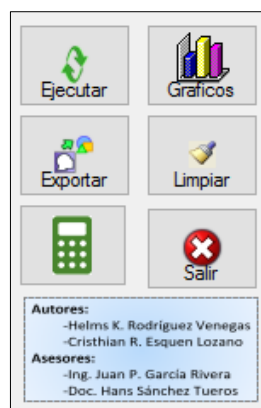 Ejecutar
Gráficos
Exportar
Limpiar
Salir
Autores:
-Helms K. Rodríguez Venegas
-Cristhian R. Esquen Lozano
Asesores:
-Ing. Juan P. García Rivera
-Doc. Hans Sánchez Tueros